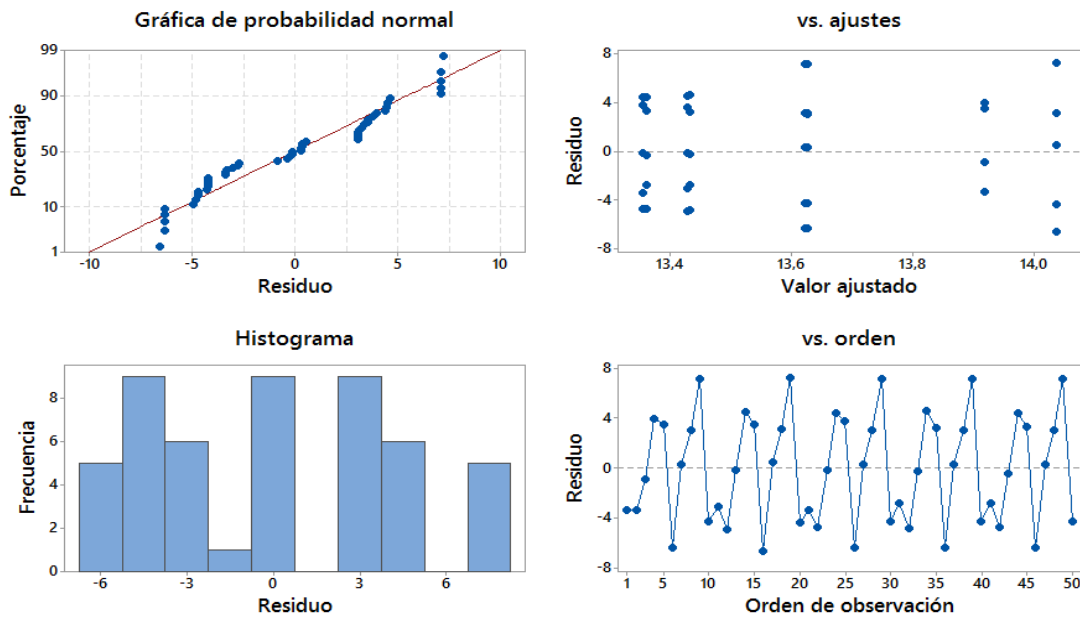 Gráfica de probabilidad normal
99
90
50
10
1
Porcentaje
-10 -5 0 5 10
Residuo
vs. ajustes
8
4
0
-4
-8
Residuo
13,4 13,6 13,8 14,0
Valor ajustado
Histograma
8
6
4
2
0
Frecuencia
-6 -3 0 3 6
Residuo
vs. orden
8
4
0
-4
-8
Residuo
1 5 10 15 20 25 30 35 40 45 50
Orden de observación